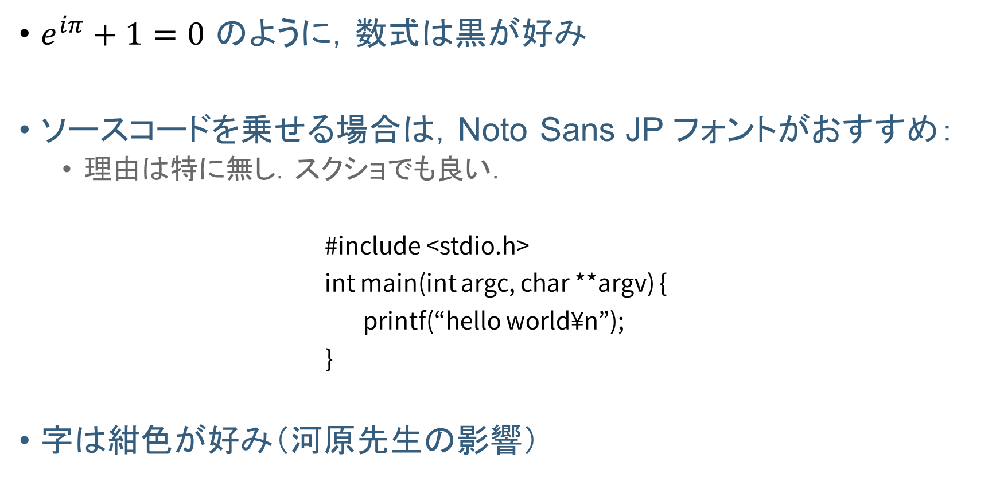 • 𝑒^{𝑖𝜋} + 1 = 0 のように，数式は黒が好み
• ソースコードを乗せる場合は，Noto Sans JP フォントがおすすめ：
• 理由は特に無し．スクショでも良い．
#include <stdio.h>
int main(int argc, char **argv) {
printf(“hello world¥n”);
}
• 字は紺色が好み（河原先生の影響）